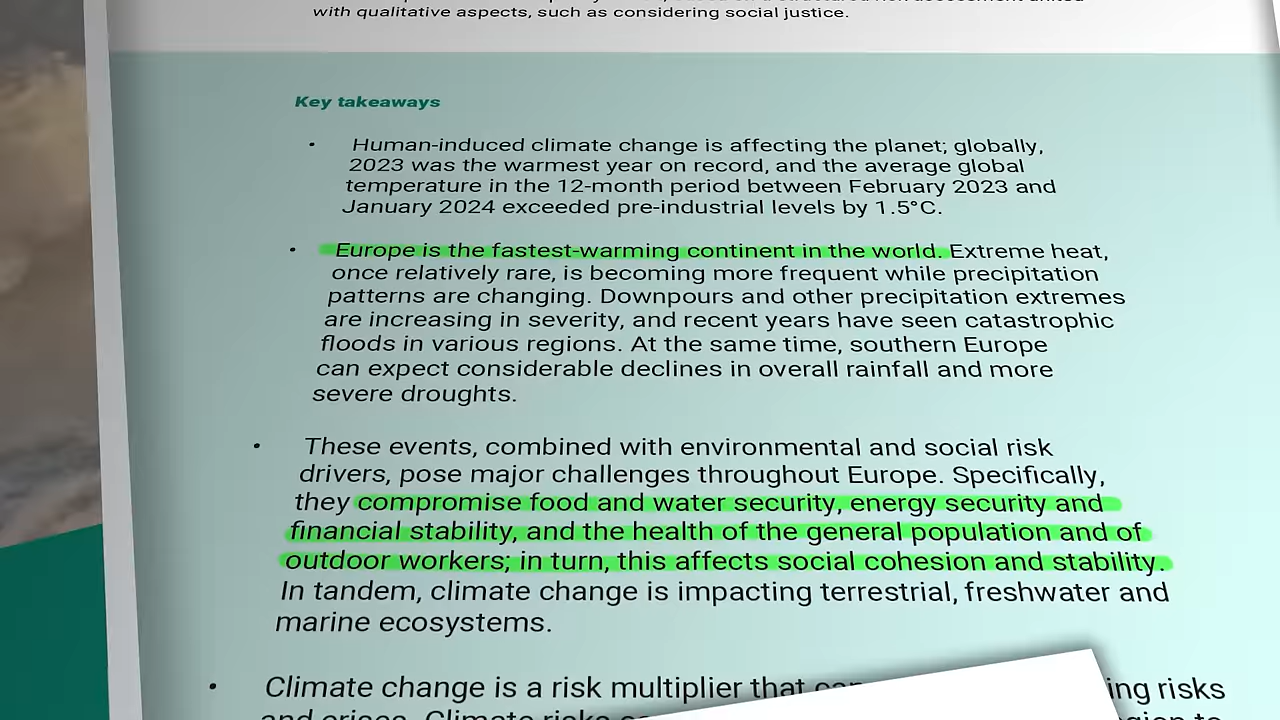 with qualitative aspects, such as considering social justice.
Key takeaways
• Human-induced climate change is affecting the planet; globally,
2023 was the warmest year on record, and the average global
temperature in the 12-month period between February 2023 and
January 2024 exceeded pre-industrial levels by 1.5°C.
• Europe is the fastest-warming continent in the world. Extreme heat,
once relatively rare, is becoming more frequent while precipitation
patterns are changing. Downpours and other precipitation extremes
are increasing in severity, and recent years have seen catastrophic
floods in various regions. At the same time, southern Europe
can expect considerable declines in overall rainfall and more
severe droughts.
• These events, combined with environmental and social risk
drivers, pose major challenges throughout Europe. Specifically,
they compromise food and water security, energy security and
financial stability, and the health of the general population and of
outdoor workers; in turn, this affects social cohesion and stability.
In tandem, climate change is impacting terrestrial, freshwater and
marine ecosystems.
• Climate change is a risk multiplier that risks
and crises. Climate risks